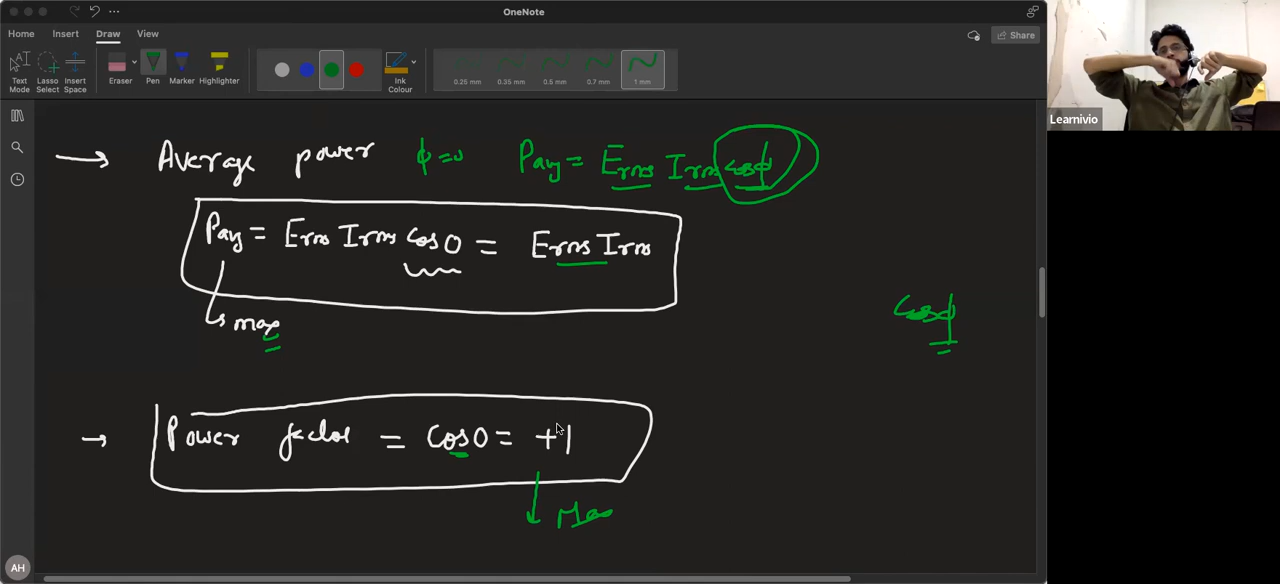 OneNote
Home Insert Draw View
Share
Text Mode
Lasso Select
Insert Space
Eraser
Pen
Marker
Highlighter
Ink Colour
0.25 mm
0.35 mm
0.5 mm
0.7 mm
1 mm
Learnivio
→ Average power ϕ=0 Pavg = Erms Irms cosϕ
Pavg = Erms Irms cos0 = Erms Irms
↳ max
cosϕ
→ Power factor = cos0 = +1
↓ Max
AH